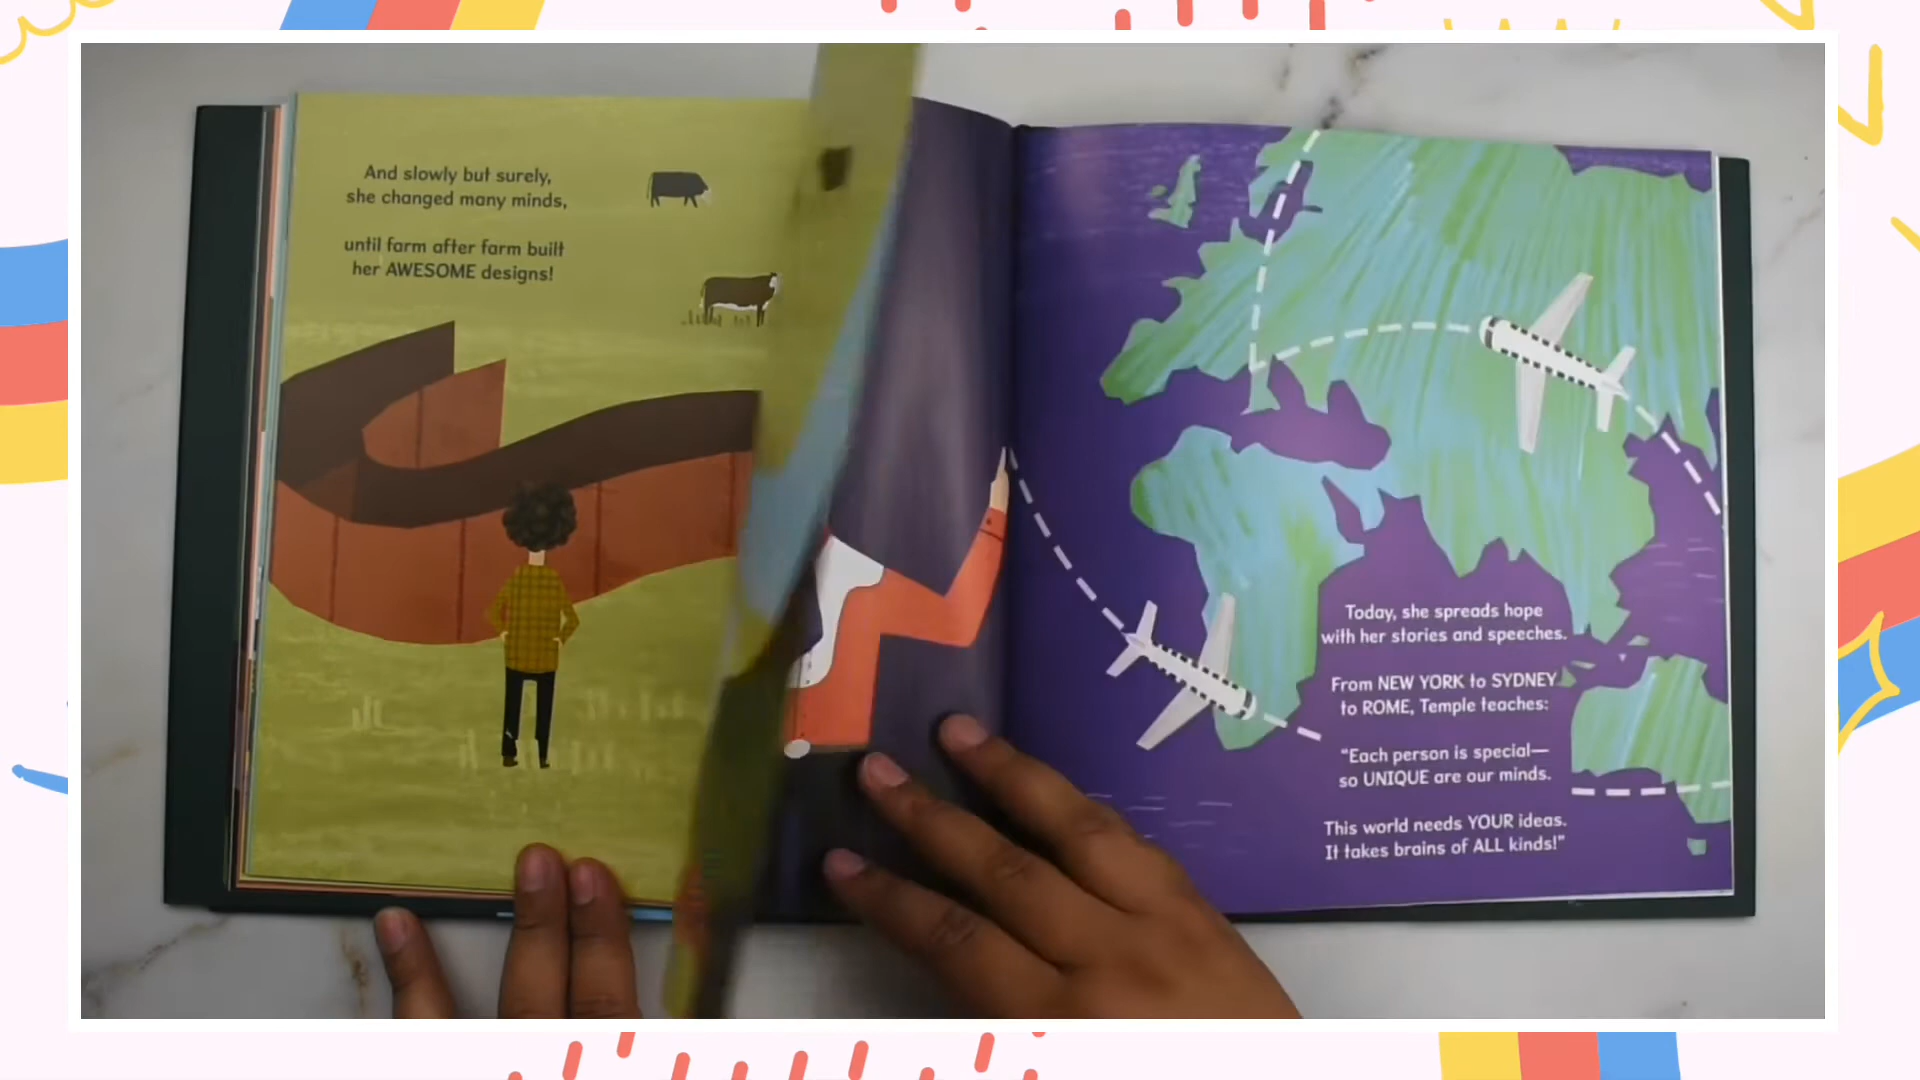 And slowly but surely,
she changed many minds,
until farm after farm built
her AWESOME designs!
Today, she spreads hope
with her stories and speeches.
From NEW YORK to SYDNEY
to ROME, Temple teaches:
“Each person is special—
so UNIQUE are our minds.
This world needs YOUR ideas.
It takes brains of ALL kinds!”